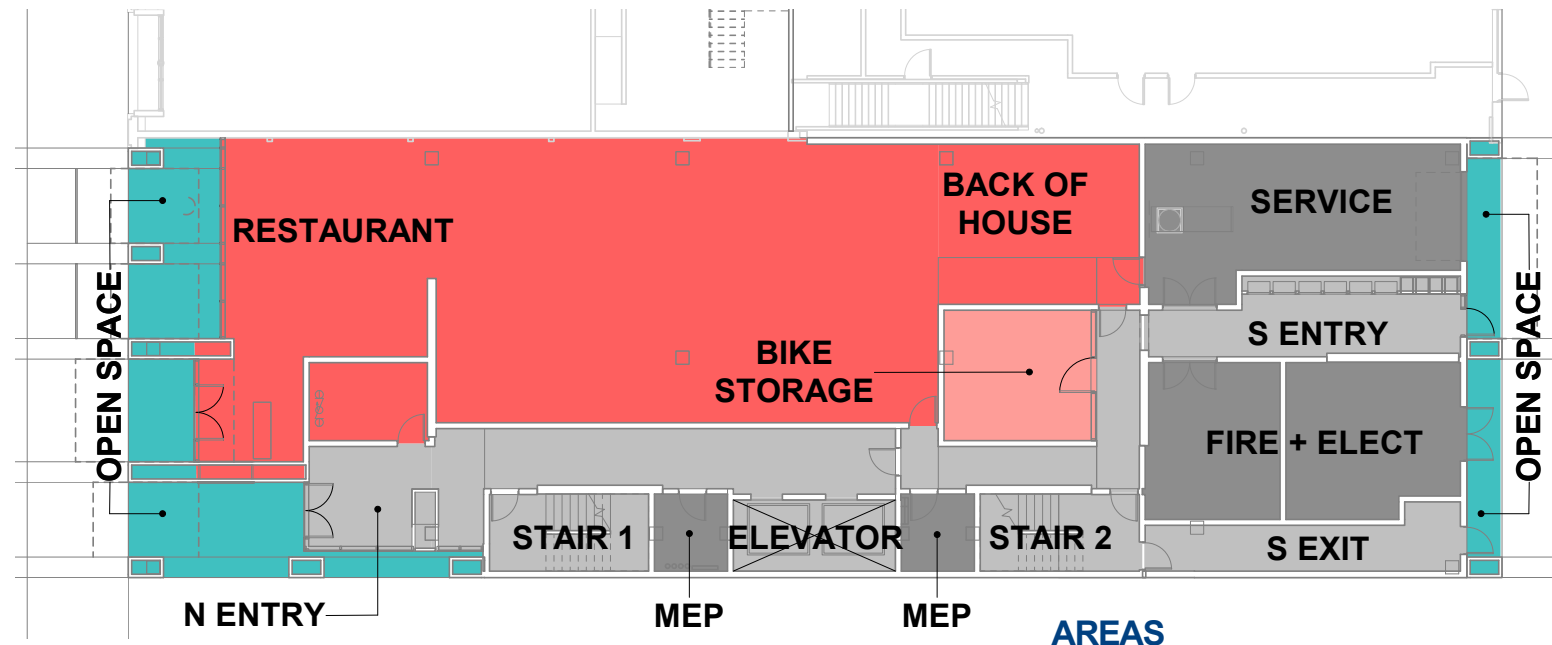 BACK OF
HOUSE
SERVICE
RESTAURANT
OPEN SPACE
OPEN SPACE
S ENTRY
BIKE
STORAGE
FIRE + ELECT
STAIR 1
ELEVATOR
STAIR 2
S EXIT
N ENTRY
MEP
MEP
AREAS